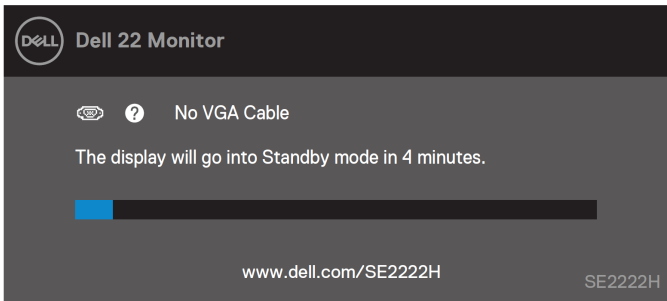 DELL
Dell 22 Monitor
No VGA Cable
The display will go into Standby mode in 4 minutes.
www.dell.com/SE2222H
SE2222H